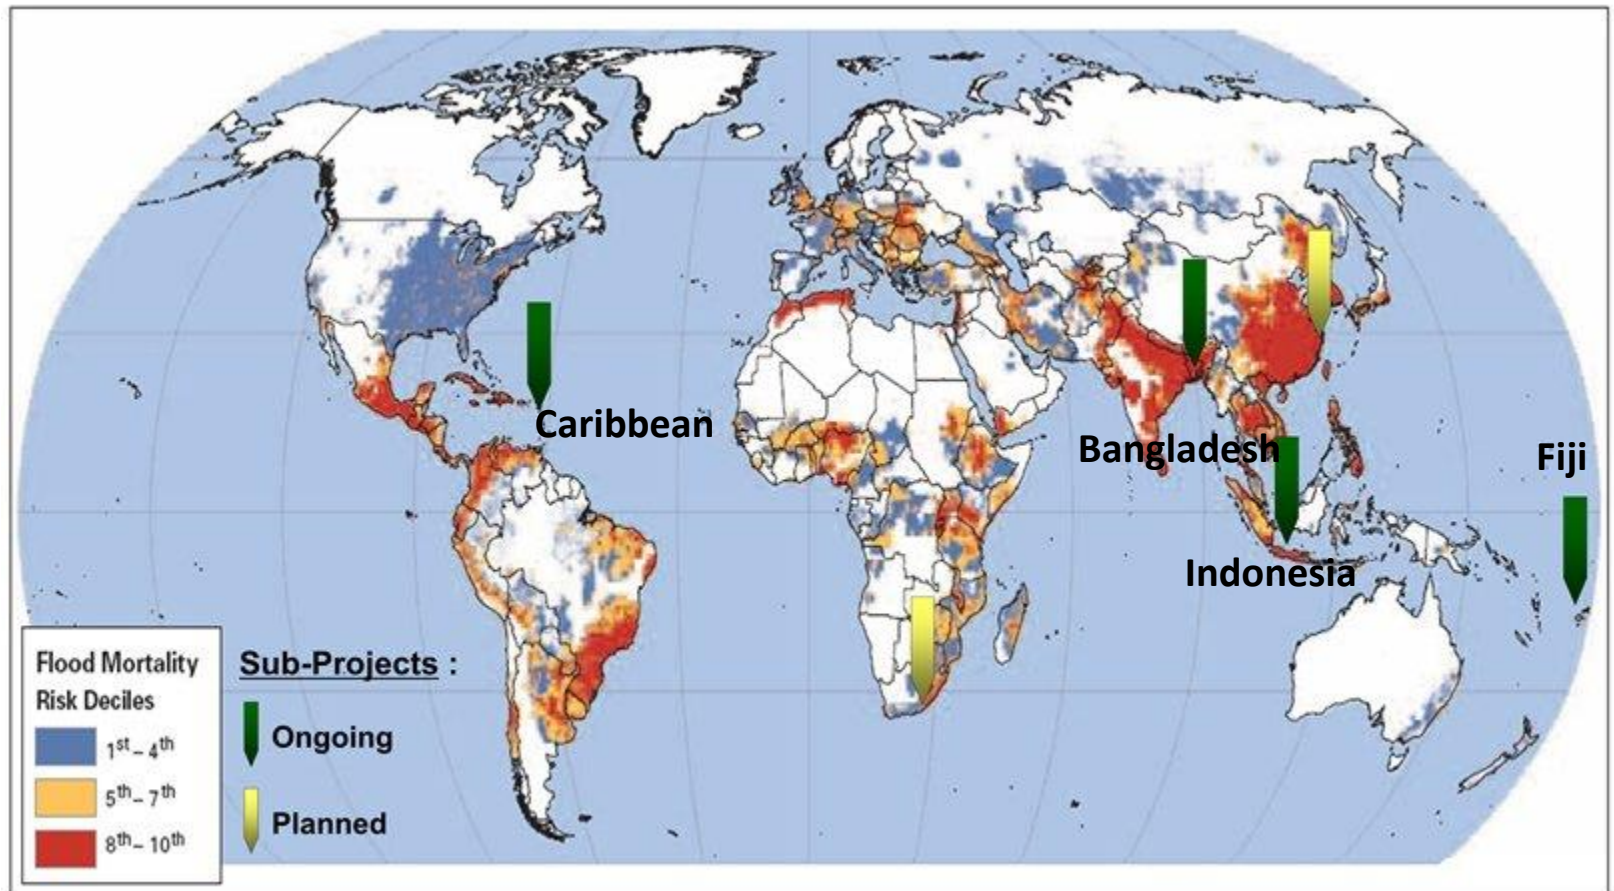 Caribbean
Bangladesh
Fiji
Indonesia
Flood Mortality
Risk Deciles
1st – 4th
5th – 7th
8th – 10th
Sub-Projects :
Ongoing
Planned